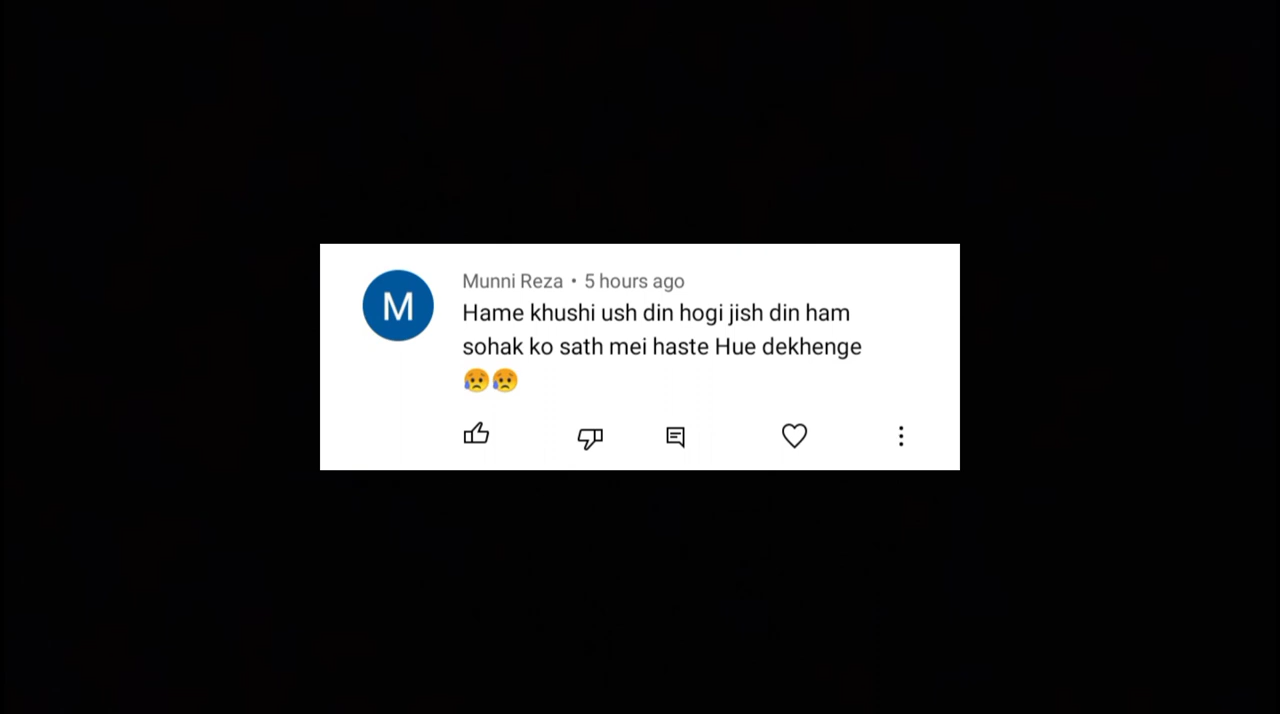 M
Munni Reza • 5 hours ago
Hame khushi ush din hogi jish din ham
sohak ko sath mei haste Hue dekhenge
😥😥